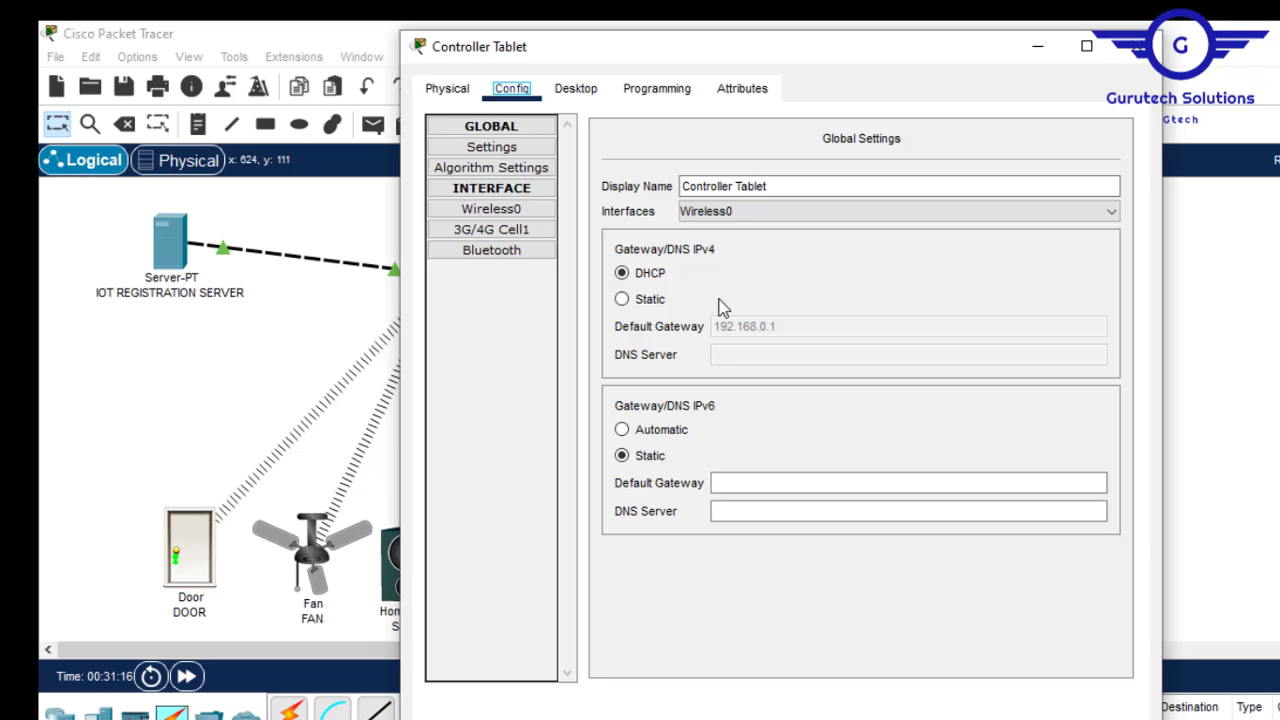 Cisco Packet Tracer
File Edit Options View Tools Extensions Window
Logical Physical x: 624, y: 111
Server-PT
IOT REGISTRATION SERVER
Door
DOOR
Fan
FAN
Time: 00:31:16
Controller Tablet
Physical Config Desktop Programming Attributes
GLOBAL
Settings
Algorithm Settings
INTERFACE
Wireless0
3G/4G Cell1
Bluetooth
Global Settings
Display Name Controller Tablet
Interfaces Wireless0
Gateway/DNS IPv4
DHCP
Static
Default Gateway 192.168.0.1
DNS Server
Gateway/DNS IPv6
Automatic
Static
Default Gateway
DNS Server
G
Gurutech Solutions
Gtech
Destination Type